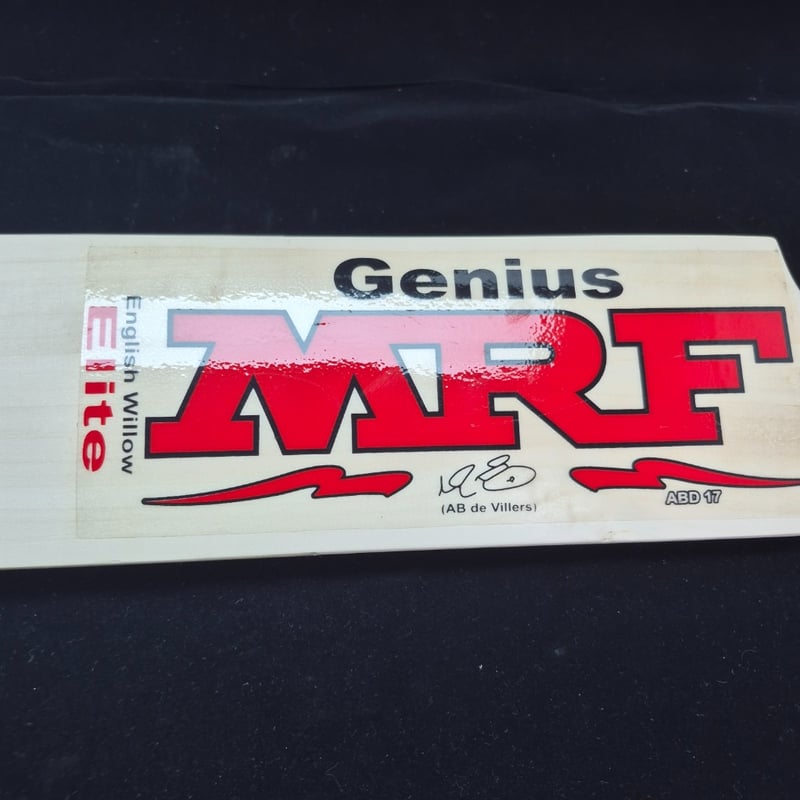 Genius
MRF
English Willow
Elite
(AB de Villers)
ABD 17